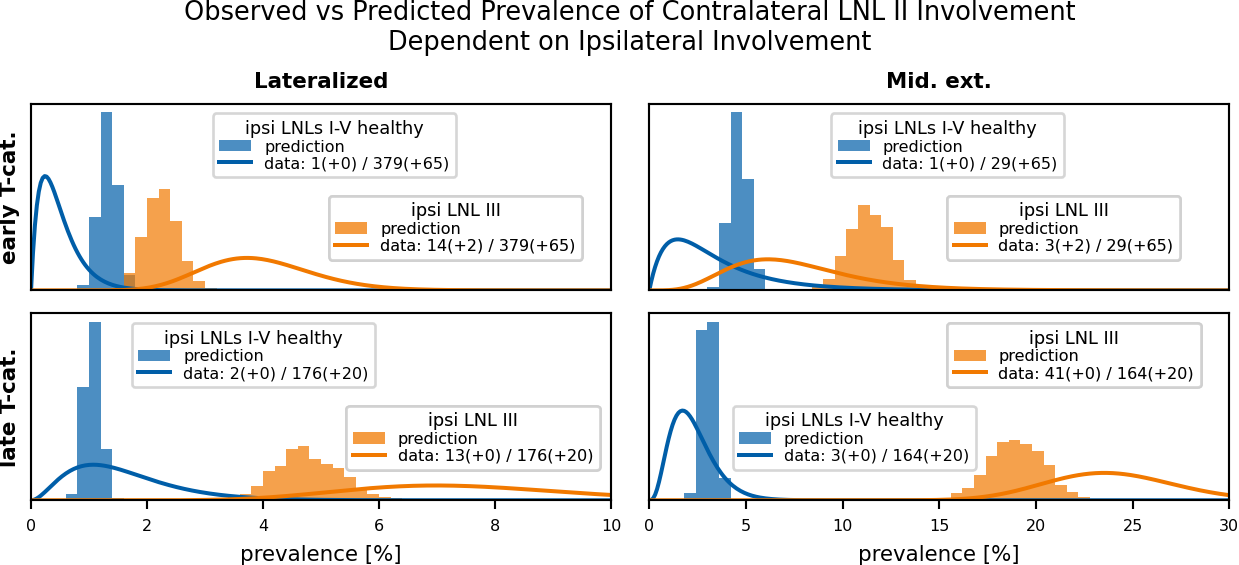 Observed vs Predicted Prevalence of Contralateral LNL II Involvement
Dependent on Ipsilateral Involvement
Lateralized
Mid. ext.
early T-cat.
ipsi LNLs I-V healthy
prediction
data: 1(+0) / 379(+65)
ipsi LNL III
prediction
data: 14(+2) / 379(+65)
ipsi LNLs I-V healthy
prediction
data: 1(+0) / 29(+65)
ipsi LNL III
prediction
data: 3(+2) / 29(+65)
late T-cat.
ipsi LNLs I-V healthy
prediction
data: 2(+0) / 176(+20)
ipsi LNL III
prediction
data: 13(+0) / 176(+20)
ipsi LNL III
prediction
data: 41(+0) / 164(+20)
ipsi LNLs I-V healthy
prediction
data: 3(+0) / 164(+20)
0 2 4 6 8 10
0 5 10 15 20 25 30
prevalence [%]
prevalence [%]